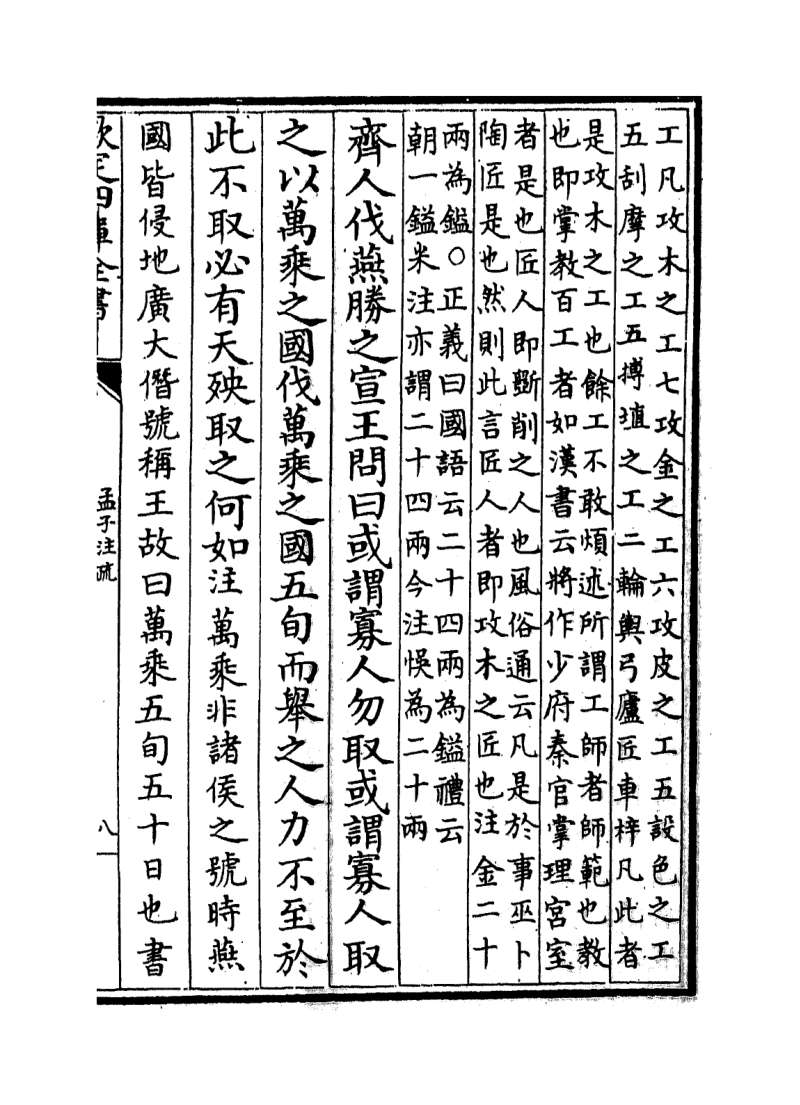 工凡攻木之工七攻金之工六攻皮之工五設色之工
五刮摩之工五摶埴之工二輪輿弓廬匠車梓凡此者
是攻木之工也餘工不敢煩述所謂工師者師範也教
也即掌教百工者如漢書云將作少府秦官掌理宮室
者是也匠人即斲削之人也風俗通云凡是於事巫卜
陶匠是也然則此言匠人者即攻木之匠也注金二十
兩為鎰○正義曰國語云二十四兩為鎰禮云
朝一鎰米注亦謂二十四兩今注悞為二十兩
齊人伐燕勝之宣王問曰或謂寡人勿取或謂寡人取
之以萬乘之國伐萬乘之國五旬而舉之人力不至於
此不取必有天殃取之何如注萬乘非諸侯之號時燕
國皆侵地廣大僭號稱王故曰萬乘五旬五十日也書
欽定四庫全書
孟子注疏
八